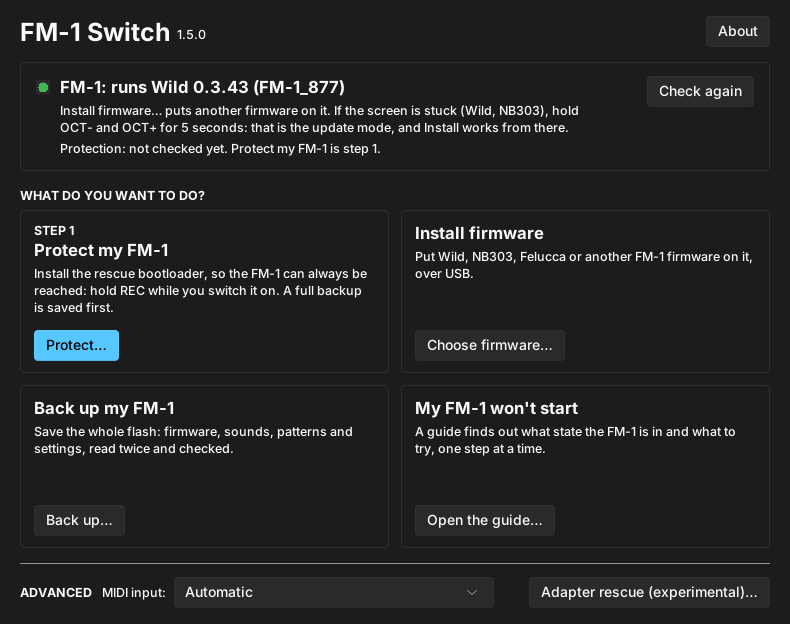 FM-1 Switch 1.5.0
About
FM-1: runs Wild 0.3.43 (FM-1_877)
Check again
Install firmware... puts another firmware on it. If the screen is stuck (Wild, NB303), hold
OCT- and OCT+ for 5 seconds: that is the update mode, and Install works from there.
Protection: not checked yet. Protect my FM-1 is step 1.
WHAT DO YOU WANT TO DO?
STEP 1
Protect my FM-1
Install the rescue bootloader, so the FM-1 can always be
reached: hold REC while you switch it on. A full backup
is saved first.
Protect...
Install firmware
Put Wild, NB303, Felucca or another FM-1 firmware on it,
over USB.
Choose firmware...
Back up my FM-1
Save the whole flash: firmware, sounds, patterns and
settings, read twice and checked.
Back up...
My FM-1 won't start
A guide finds out what state the FM-1 is in and what to
try, one step at a time.
Open the guide...
ADVANCED MIDI input: Automatic
Adapter rescue (experimental)...